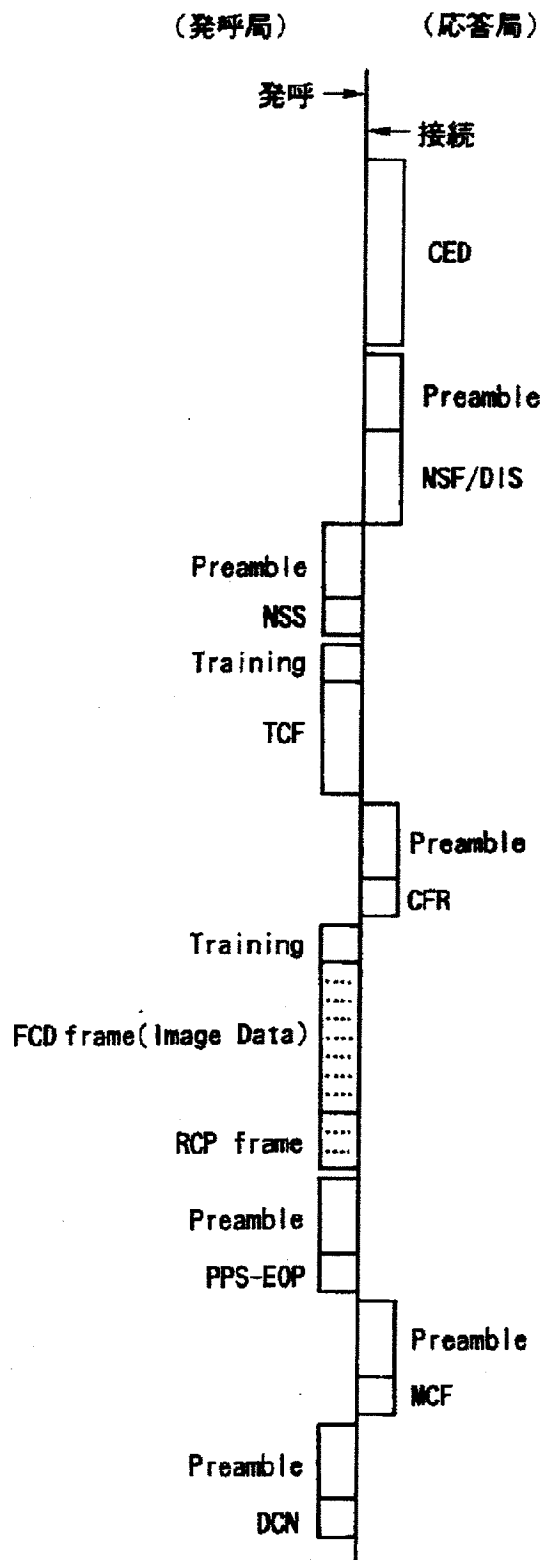 (発呼局) (応答局)
発呼
接続
CED
Preamble
NSF/DIS
Preamble
NSS
Training
TCF
Preamble
CFR
Training
FCD frame(Image Data)
RCP frame
Preamble
PPS-EOP
Preamble
MCF
Preamble
DCN